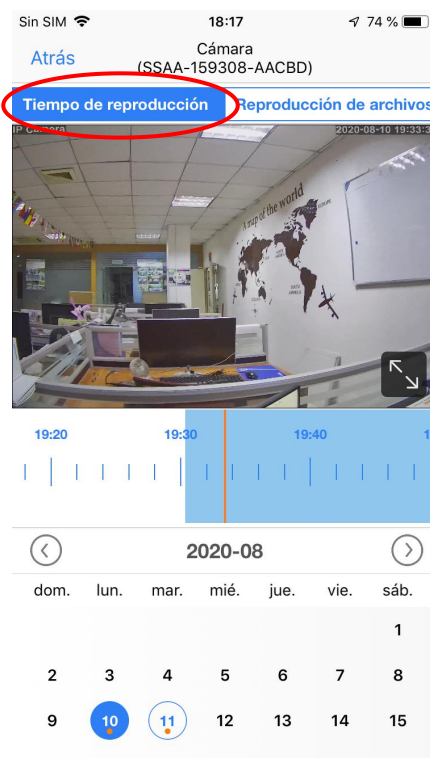 Sin SIM 18:17 74 %
Atrás
Cámara
(SSAA-159308-AACBD)
Tiempo de reproducción Reproducción de archivos
IP Camera 2020-08-10 19:33:3
A map of the world
19:20 19:30 19:40 1
2020-08
dom. lun. mar. mié. jue. vie. sáb.
1
2 3 4 5 6 7 8
9 10 11 12 13 14 15